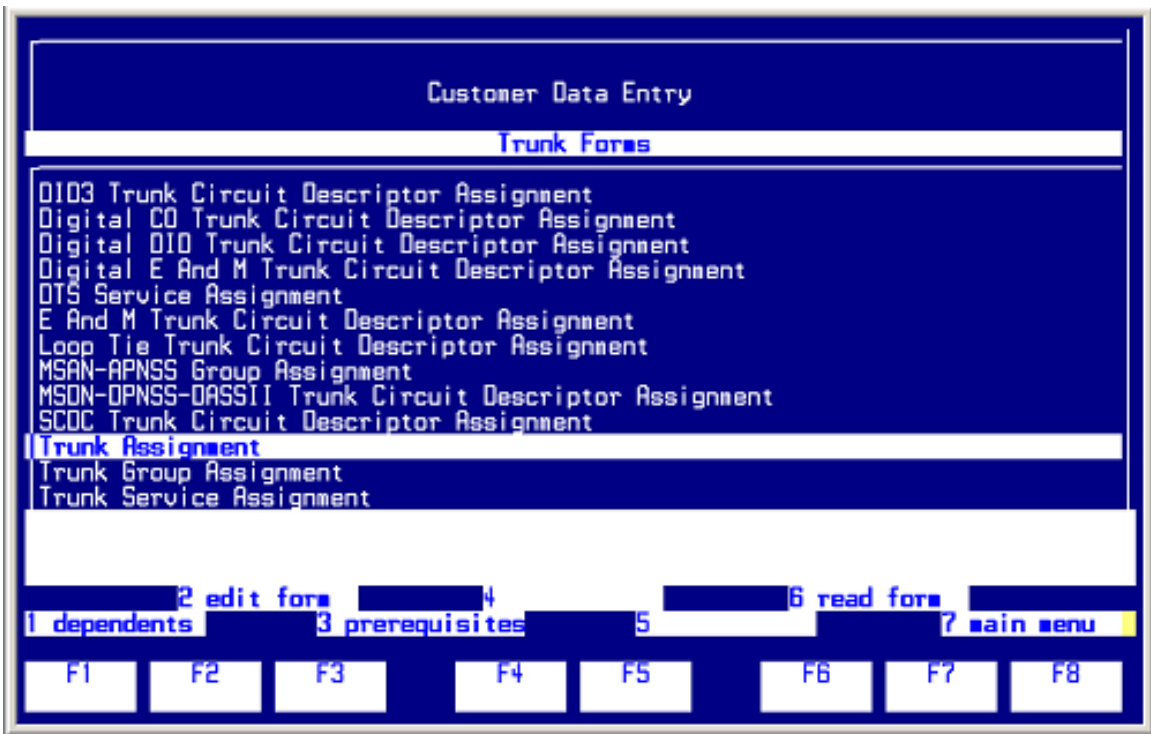 Customer Data Entry
Trunk Forms
DID3 Trunk Circuit Descriptor Assignment
Digital CO Trunk Circuit Descriptor Assignment
Digital DID Trunk Circuit Descriptor Assignment
Digital E And M Trunk Circuit Descriptor Assignment
DTS Service Assignment
E And M Trunk Circuit Descriptor Assignment
Loop Tie Trunk Circuit Descriptor Assignment
MSAN-APNSS Group Assignment
MSDN-DPNSS-DASSII Trunk Circuit Descriptor Assignment
SCDC Trunk Circuit Descriptor Assignment
Trunk Assignment
Trunk Group Assignment
Trunk Service Assignment
2 edit form 4 6 read form
1 dependents 3 prerequisites 5 7 main menu
F1 F2 F3 F4 F5 F6 F7 F8